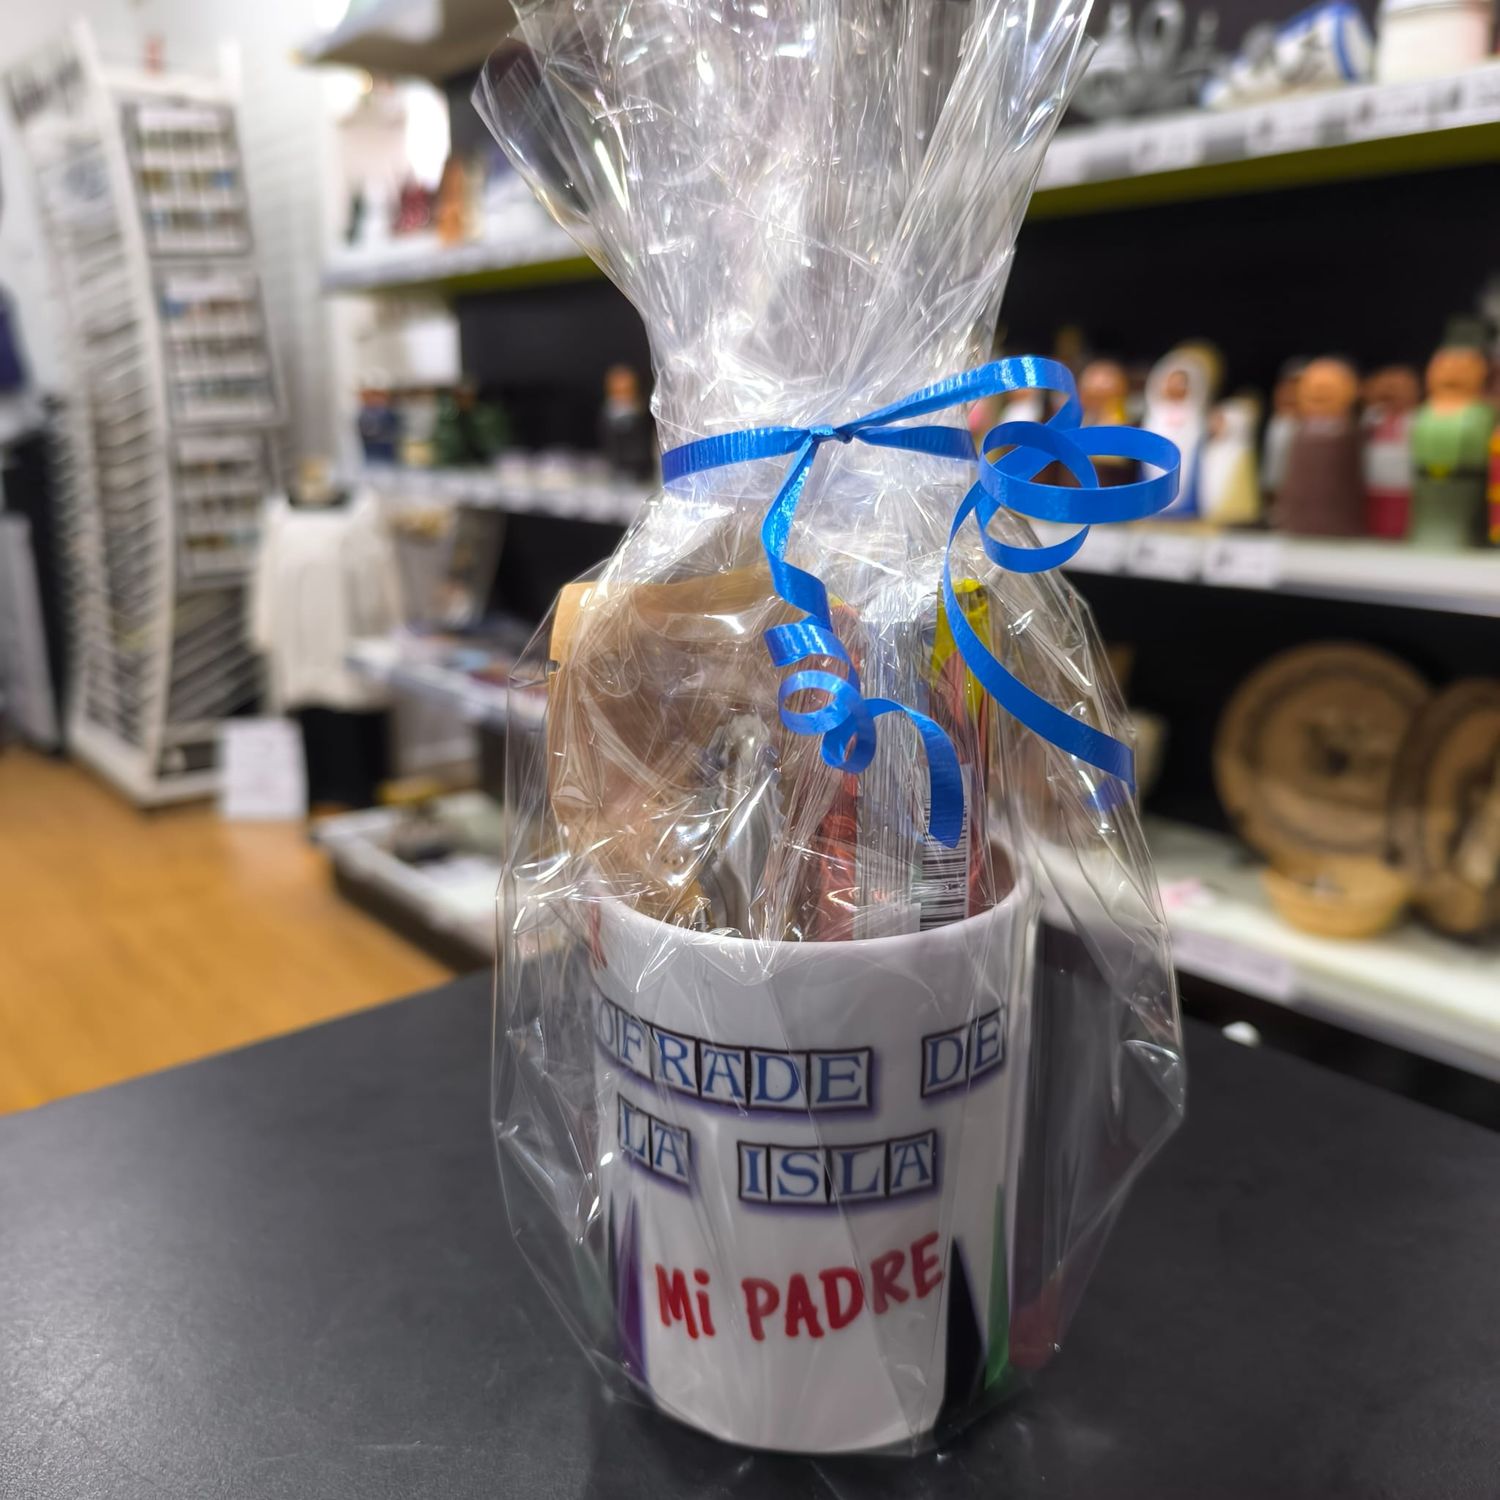 OFRADE DE
LA ISLA
Mi PADRE